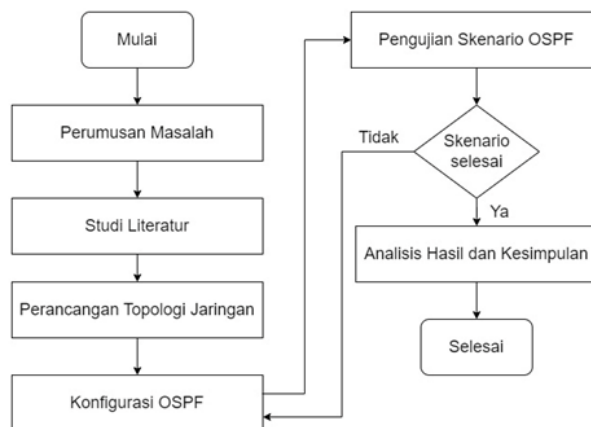 Mulai
Perumusan Masalah
Studi Literatur
Perancangan Topologi Jaringan
Konfigurasi OSPF
Pengujian Skenario OSPF
Skenario
selesai
Tidak
Ya
Analisis Hasil dan Kesimpulan
Selesai